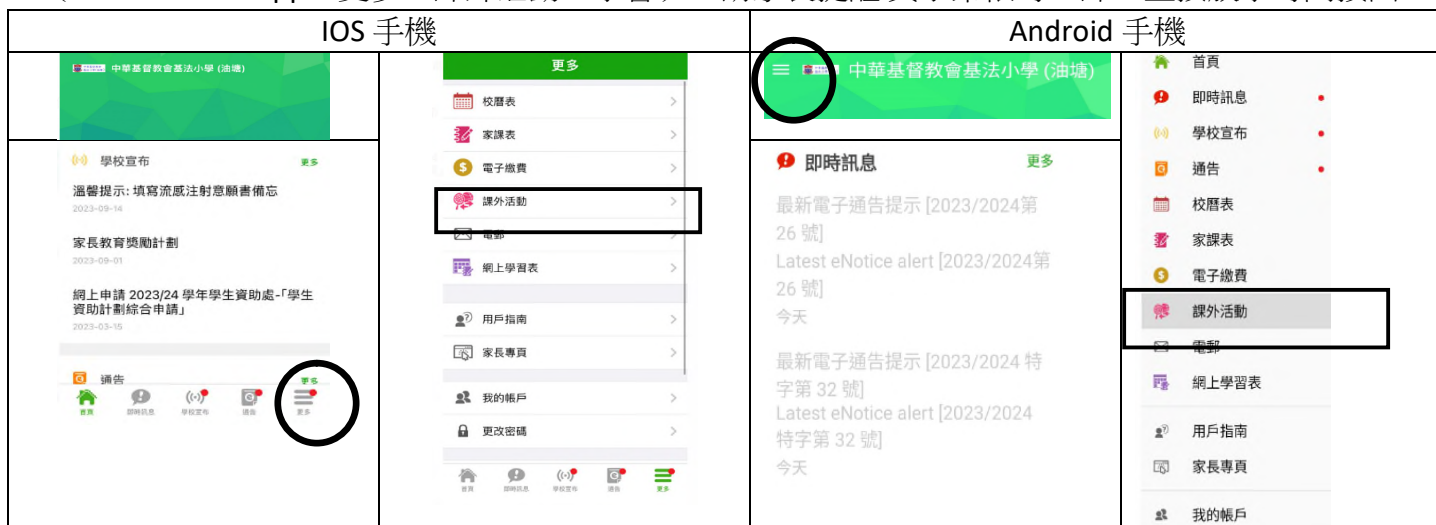 IOS 手機
Android 手機
中華基督教會基法小學 (油塘)
學校宣布
更多
溫馨提示: 填寫流感注射意願書備忘
2023-09-14
家長教育獎勵計劃
2023-09-01
網上申請 2023/24 學年學生資助處-「學生
資助計劃綜合申請」
2023-03-15
通告
更多
首頁
即時訊息
學校宣布
通告
更多
更多
校曆表
家課表
電子繳費
課外活動
電郵
網上學習表
用戶指南
家長專頁
我的帳戶
更改密碼
首頁
即時訊息
學校宣布
通告
更多
中華基督教會基法小學 (油塘)
即時訊息
更多
最新電子通告提示 [2023/2024第
26 號]
Latest eNotice alert [2023/2024第
26 號]
今天
最新電子通告提示 [2023/2024 特
字第 32 號]
Latest eNotice alert [2023/2024
特字第 32 號]
今天
首頁
即時訊息
學校宣布
通告
校曆表
家課表
電子繳費
課外活動
電郵
網上學習表
用戶指南
家長專頁
我的帳戶